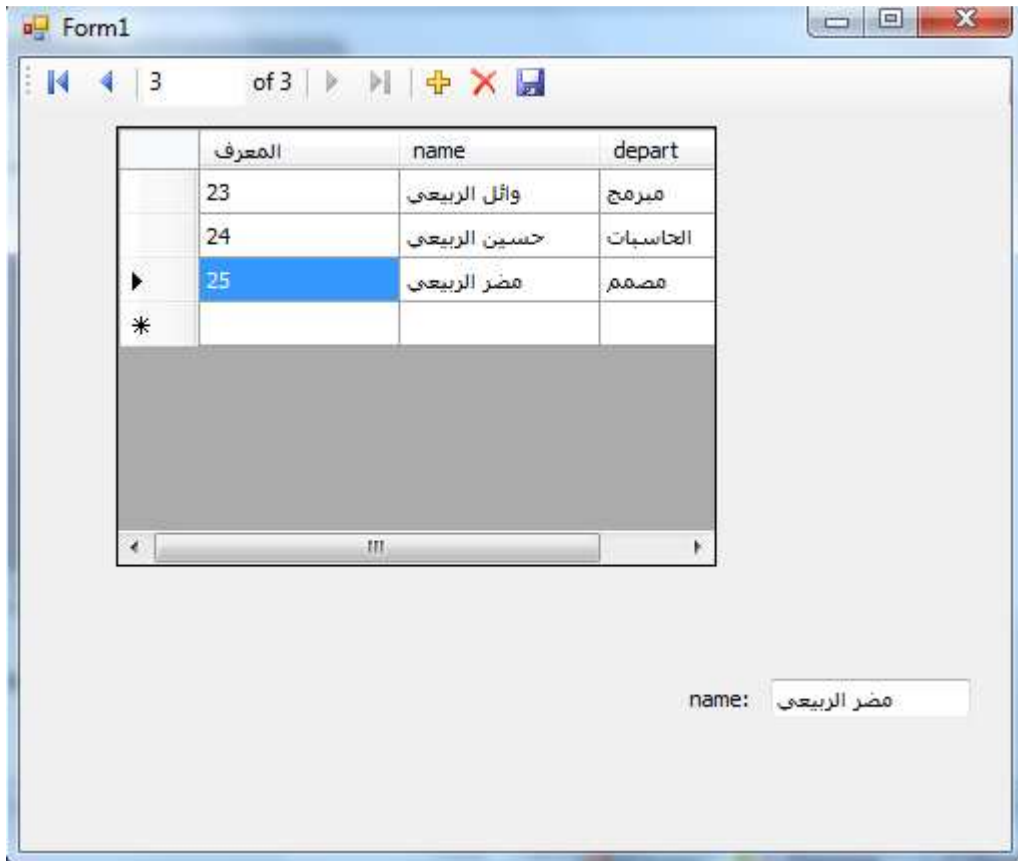 Form1
3 of 3
المعرف name depart
23 وائل الربيعي مبرمج
24 حسين الربيعي الحاسبات
25 مضر الربيعي مصمم
name: مضر الربيعي